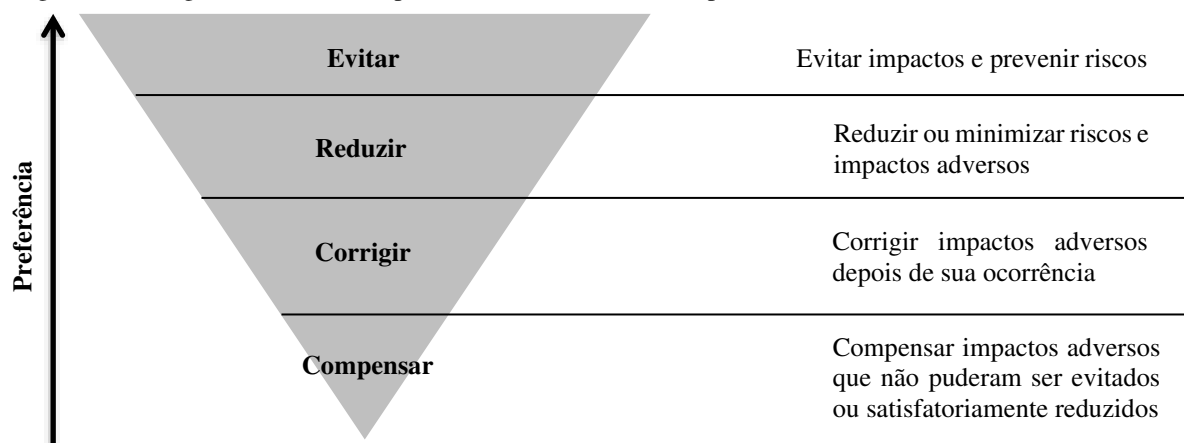 Preferência
Evitar
Evitar impactos e prevenir riscos
Reduzir
Reduzir ou minimizar riscos e
impactos adversos
Corrigir
Corrigir impactos adversos
depois de sua ocorrência
Compensar
Compensar impactos adversos
que não puderam ser evitados
ou satisfatoriamente reduzidos